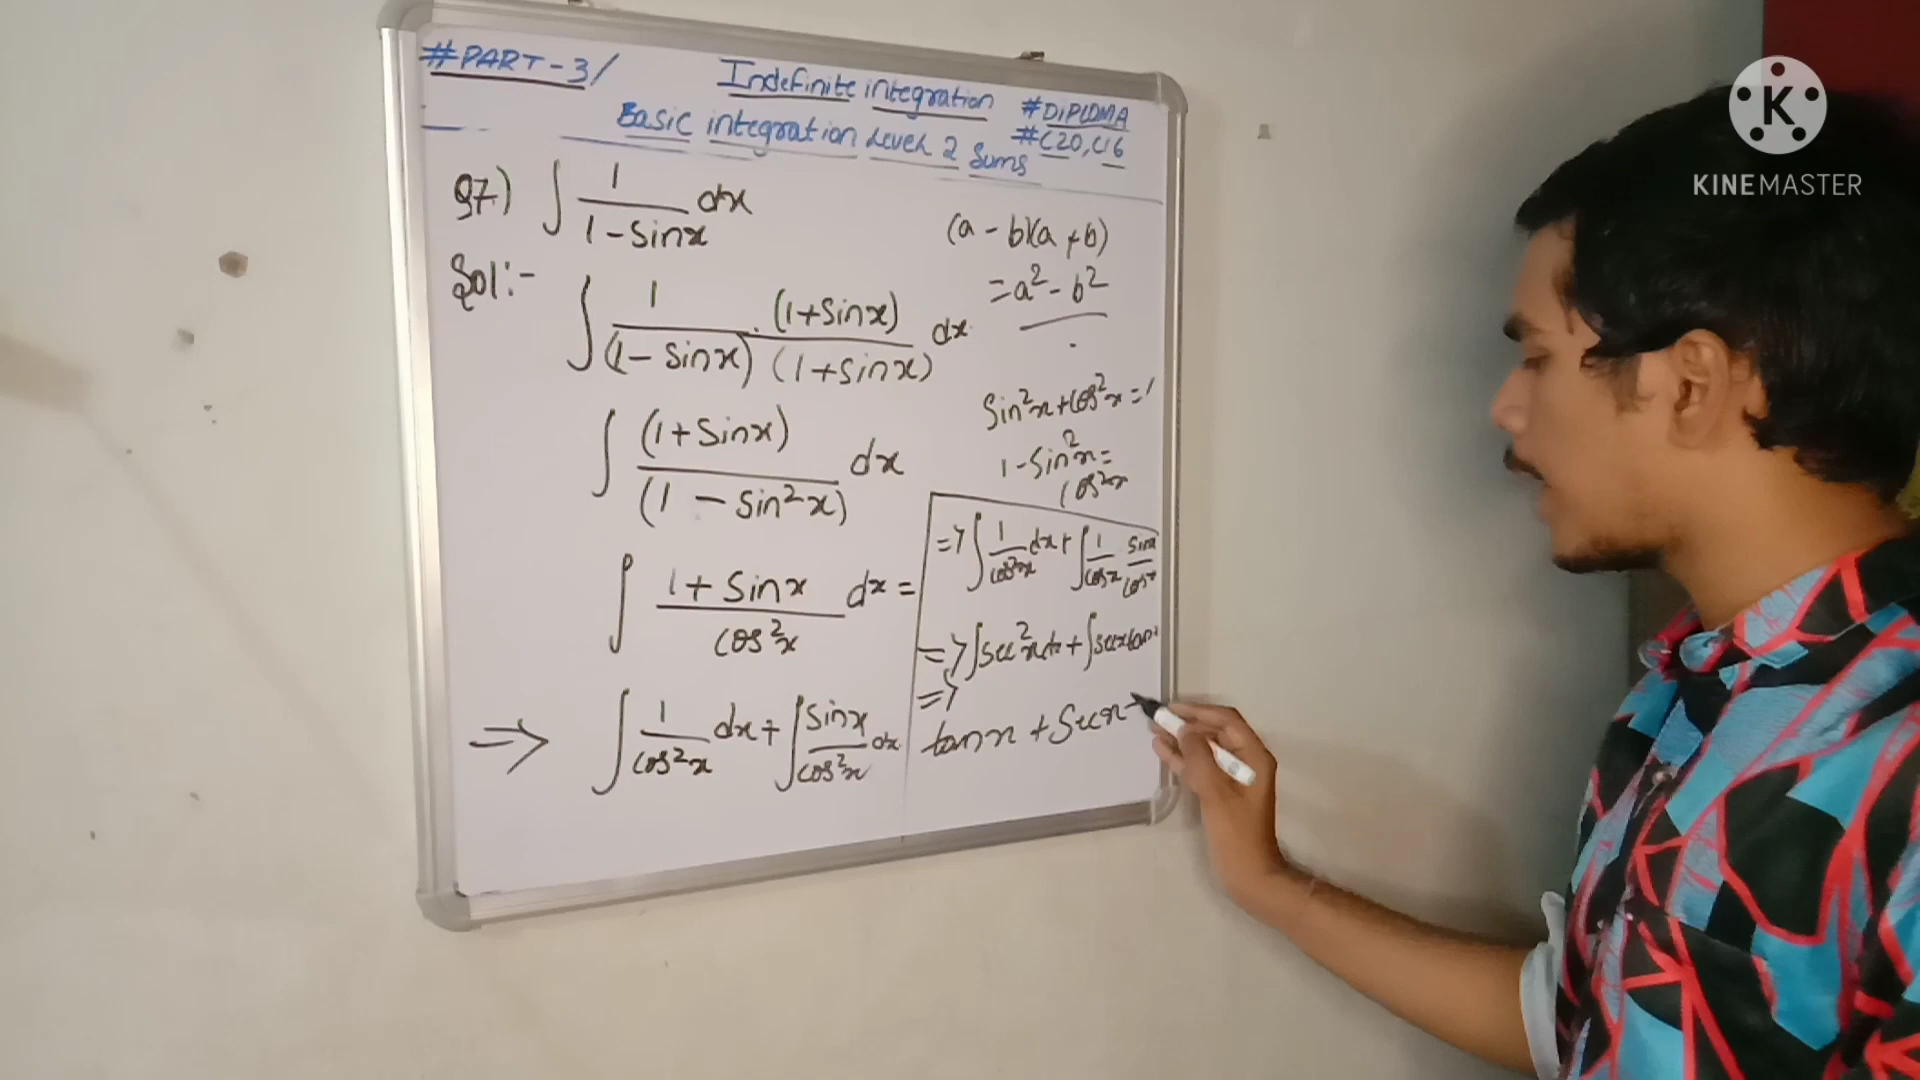 #PART-3/
Indefinite integration
#DIPLOMA
Basic integration Level 2 Sums
#C20, C16
97) ∫ 1/(1-Sinx) dx
Sol:-
∫ 1/(1-Sinx) . (1+Sinx)/(1+Sinx) dx
∫ (1+Sinx)/(1-Sin²x) dx
∫ 1+Sinx/cos²x dx =
=> ∫ 1/cos²x dx + ∫ Sinx/cos²x dx
(a-b)(a+b)
=a²-b²
Sin²x+cos²x=1
1-Sin²x=
cos²x
=> ∫ 1/cos²x dx + ∫ 1/cosx Sinx/cosx
=> ∫sec²x dx + ∫secxtanx
=>
tanx + Secx +
K
KINEMASTER